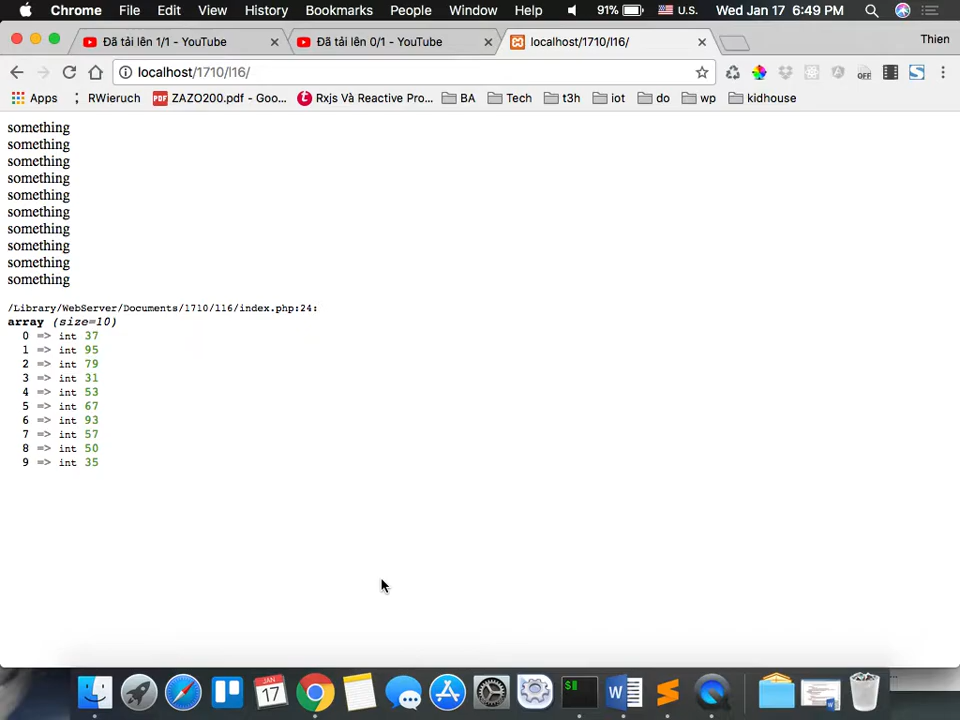 Chrome File Edit View History Bookmarks People Window Help 91% U.S. Wed Jan 17 6:49 PM
Đã tải lên 1/1 - YouTube Đã tải lên 0/1 - YouTube localhost/1710/l16/ Thien
localhost/1710/l16/ OFF
Apps RWieruch PDF ZAZO200.pdf - Goo... Rxjs Và Reactive Pro... BA Tech t3h iot do wp kidhouse
something
something
something
something
something
something
something
something
something
something
/Library/WebServer/Documents/1710/l16/index.php:24:
array (size=10)
0 => int 37
1 => int 95
2 => int 79
3 => int 31
4 => int 53
5 => int 67
6 => int 93
7 => int 57
8 => int 50
9 => int 35
JAN
17